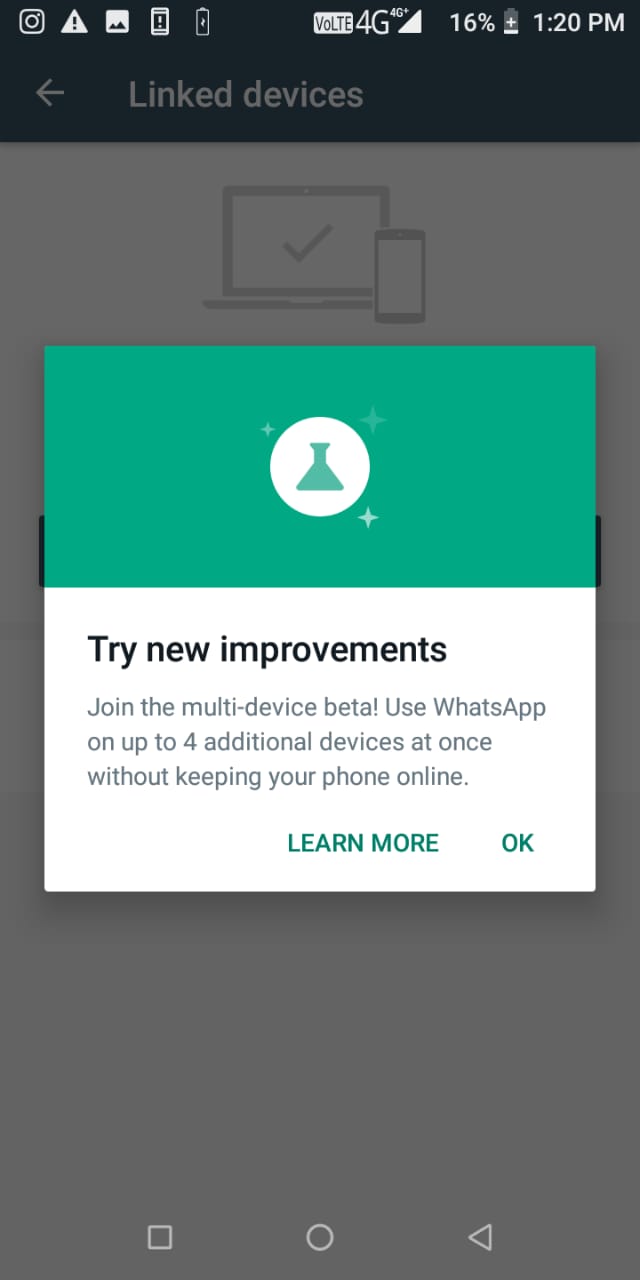 VoLTE 4G 4G+ 16% 1:20 PM
Linked devices
Try new improvements
Join the multi-device beta! Use WhatsApp
on up to 4 additional devices at once
without keeping your phone online.
LEARN MORE OK